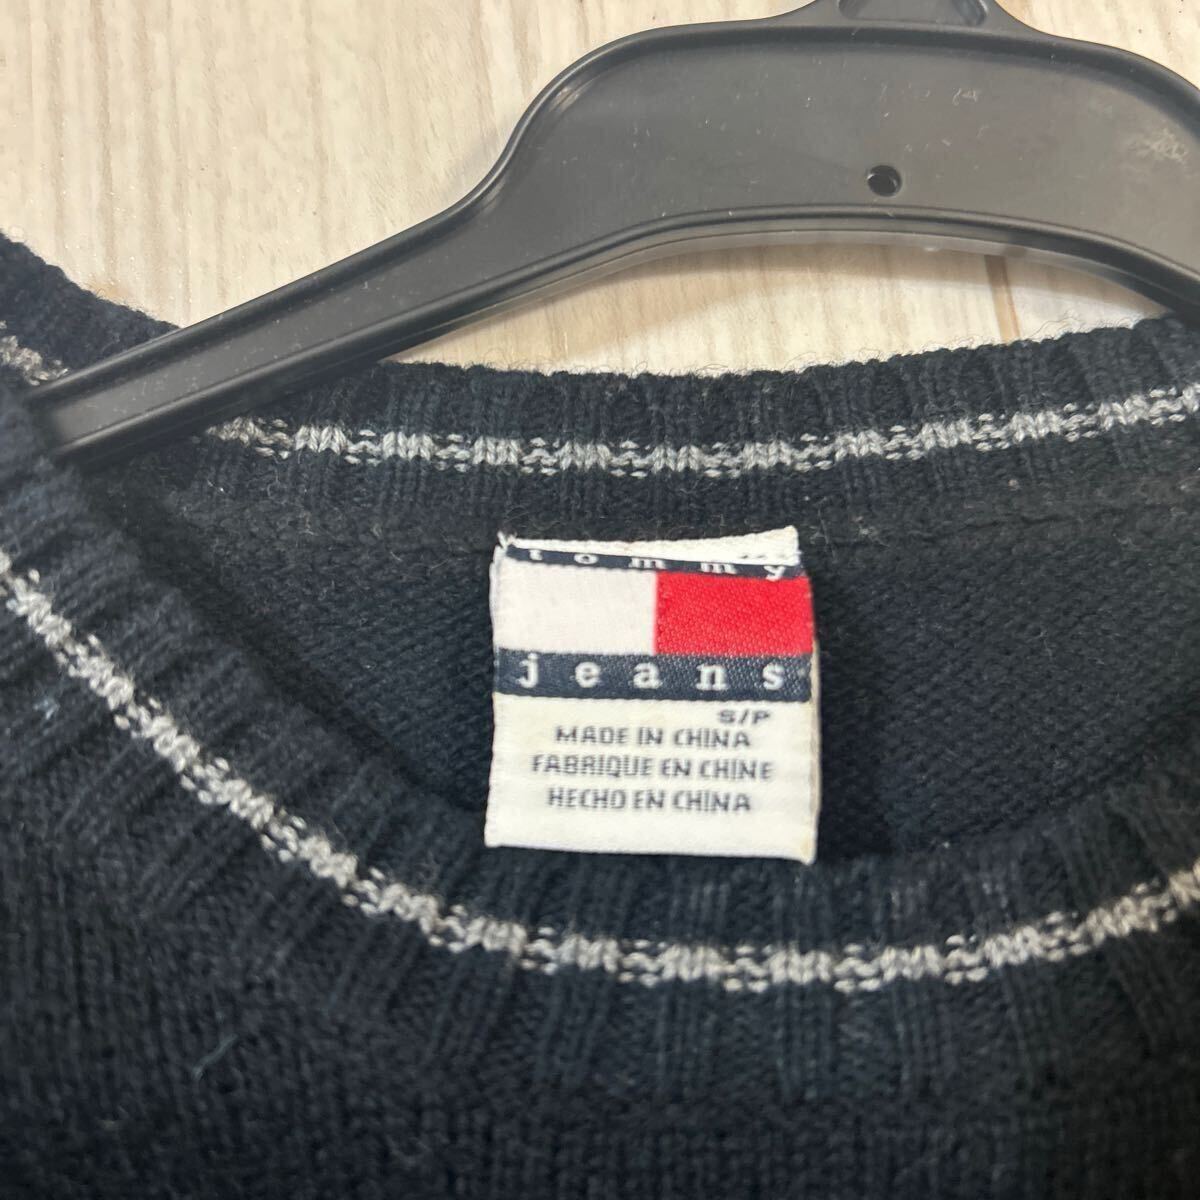 tommy
jeans
S/P
MADE IN CHINA
FABRIQUE EN CHINE
HECHO EN CHINA